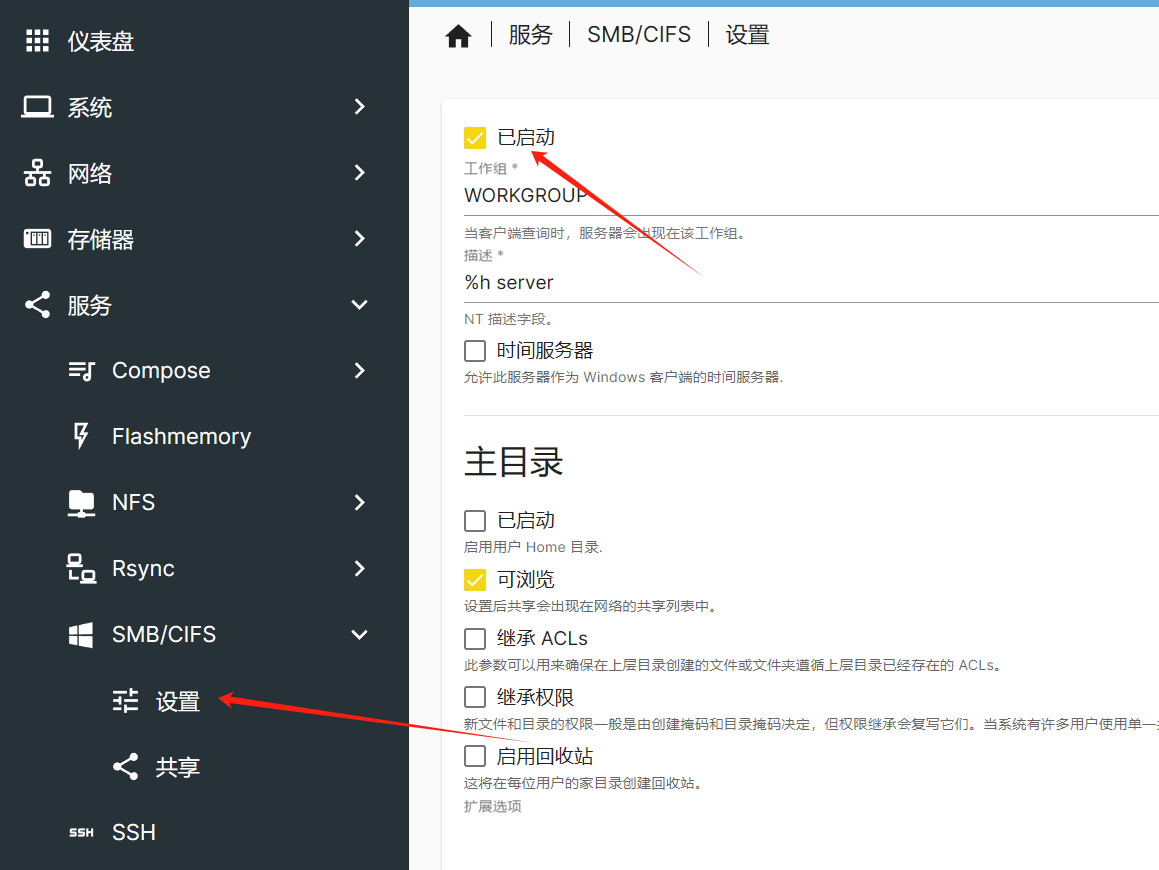 仪表盘
系统
网络
存储器
服务
Compose
Flashmemory
NFS
Rsync
SMB/CIFS
设置
共享
SSH SSH
服务 SMB/CIFS 设置
已启动
工作组 *
WORKGROUP
当客户端查询时，服务器会出现在该工作组。
描述 *
%h server
NT 描述字段。
时间服务器
允许此服务器作为 Windows 客户端的时间服务器.
主目录
已启动
启用用户 Home 目录.
可浏览
设置后共享会出现在网络的共享列表中。
继承 ACLs
此参数可以用来确保在上层目录创建的文件或文件夹遵循上层目录已经存在的 ACLs。
继承权限
新文件和目录的权限一般是由创建掩码和目录掩码决定，但权限继承会复写它们。当系统有许多用户使用单一
启用回收站
这将在每位用户的家目录创建回收站。
扩展选项